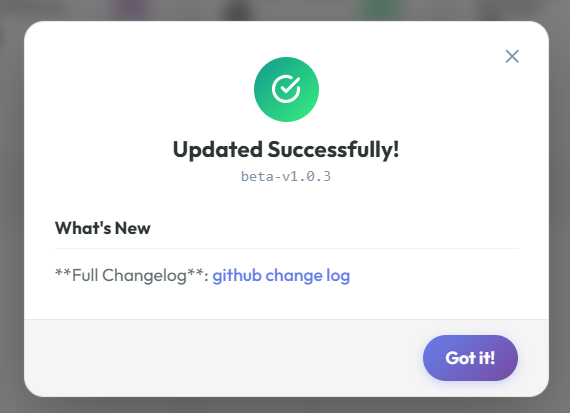 Updated Successfully!
beta-v1.0.3
What's New
**Full Changelog**: github change log
Got it!